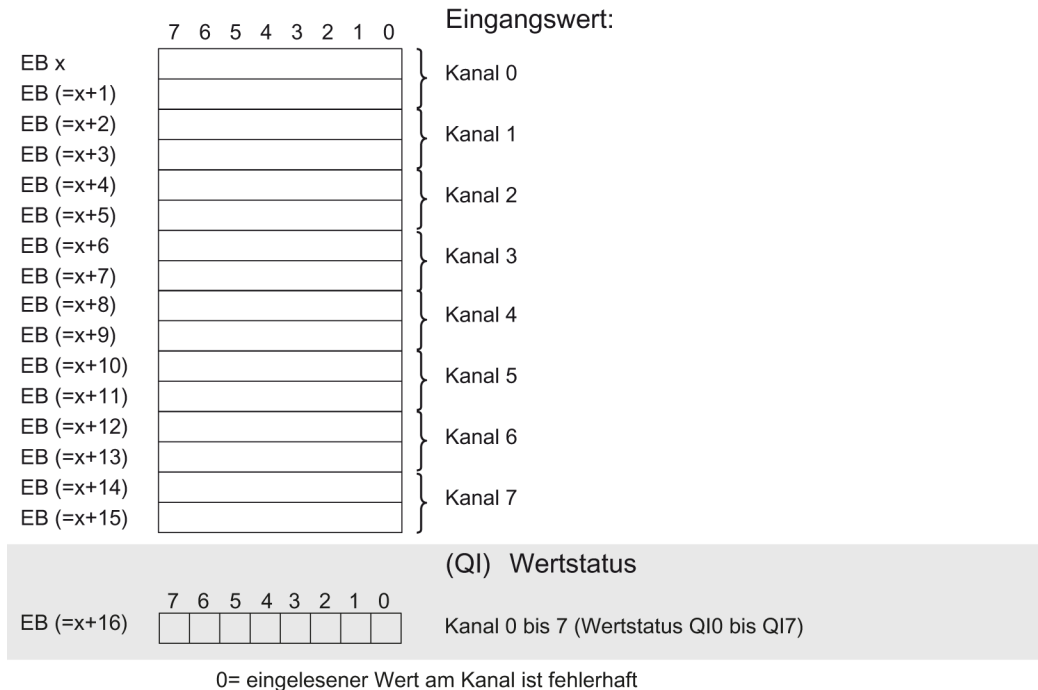 Eingangswert:
7 6 5 4 3 2 1 0
EB x
Kanal 0
EB (=x+1)
EB (=x+2)
Kanal 1
EB (=x+3)
EB (=x+4)
Kanal 2
EB (=x+5)
EB (=x+6
Kanal 3
EB (=x+7)
EB (=x+8)
Kanal 4
EB (=x+9)
EB (=x+10)
Kanal 5
EB (=x+11)
EB (=x+12)
Kanal 6
EB (=x+13)
EB (=x+14)
Kanal 7
EB (=x+15)
(QI) Wertstatus
7 6 5 4 3 2 1 0
EB (=x+16) Kanal 0 bis 7 (Wertstatus QI0 bis QI7)
0= eingelesener Wert am Kanal ist fehlerhaft